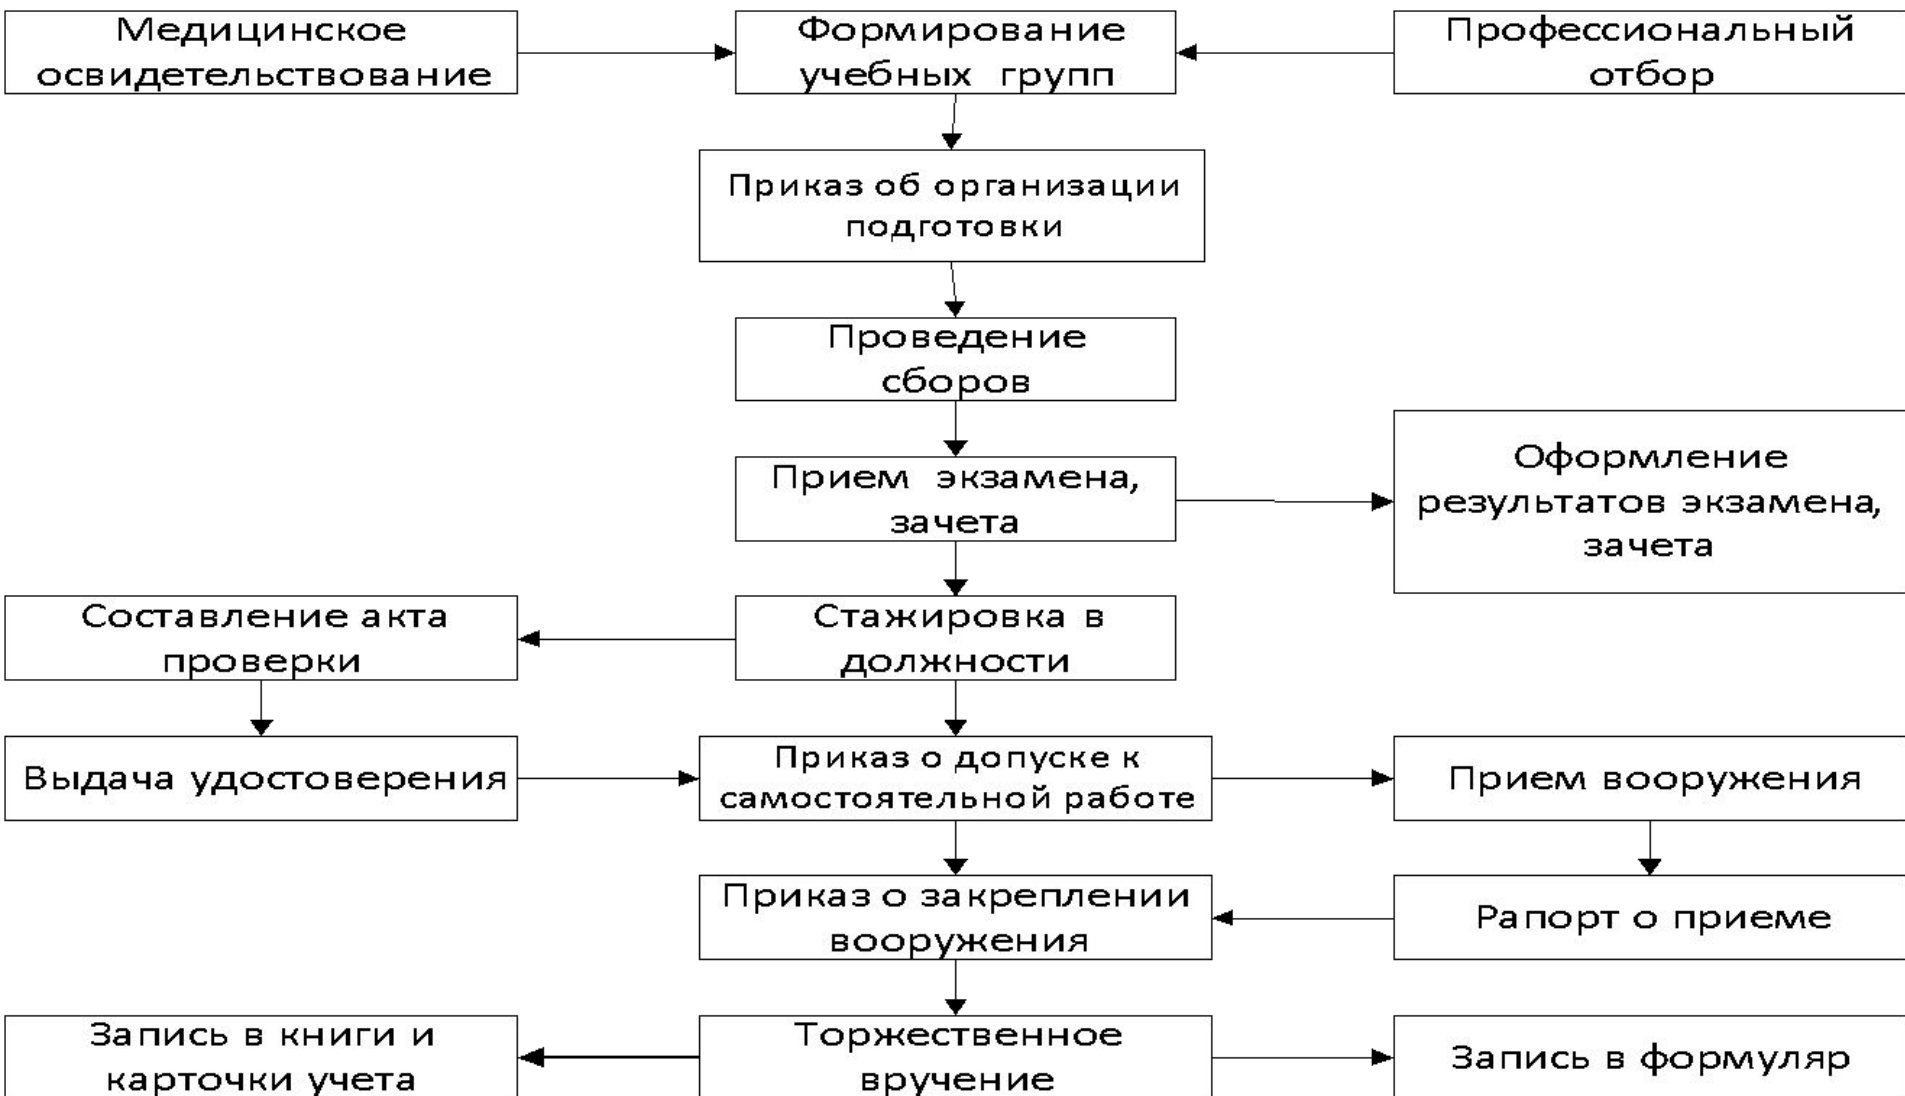 Медицинское
освидетельствование
Формирование
учебных групп
Профессиональный
отбор
Приказ об организации
подготовки
Проведение
сборов
Прием экзамена,
зачета
Оформление
результатов экзамена,
зачета
Составление акта
проверки
Стажировка в
должности
Выдача удостоверения
Приказ о допуске к
самостоятельной работе
Прием вооружения
Приказ о закреплении
вооружения
Рапорт о приеме
Запись в книги и
карточки учета
Торжественное
вручение
Запись в формуляр